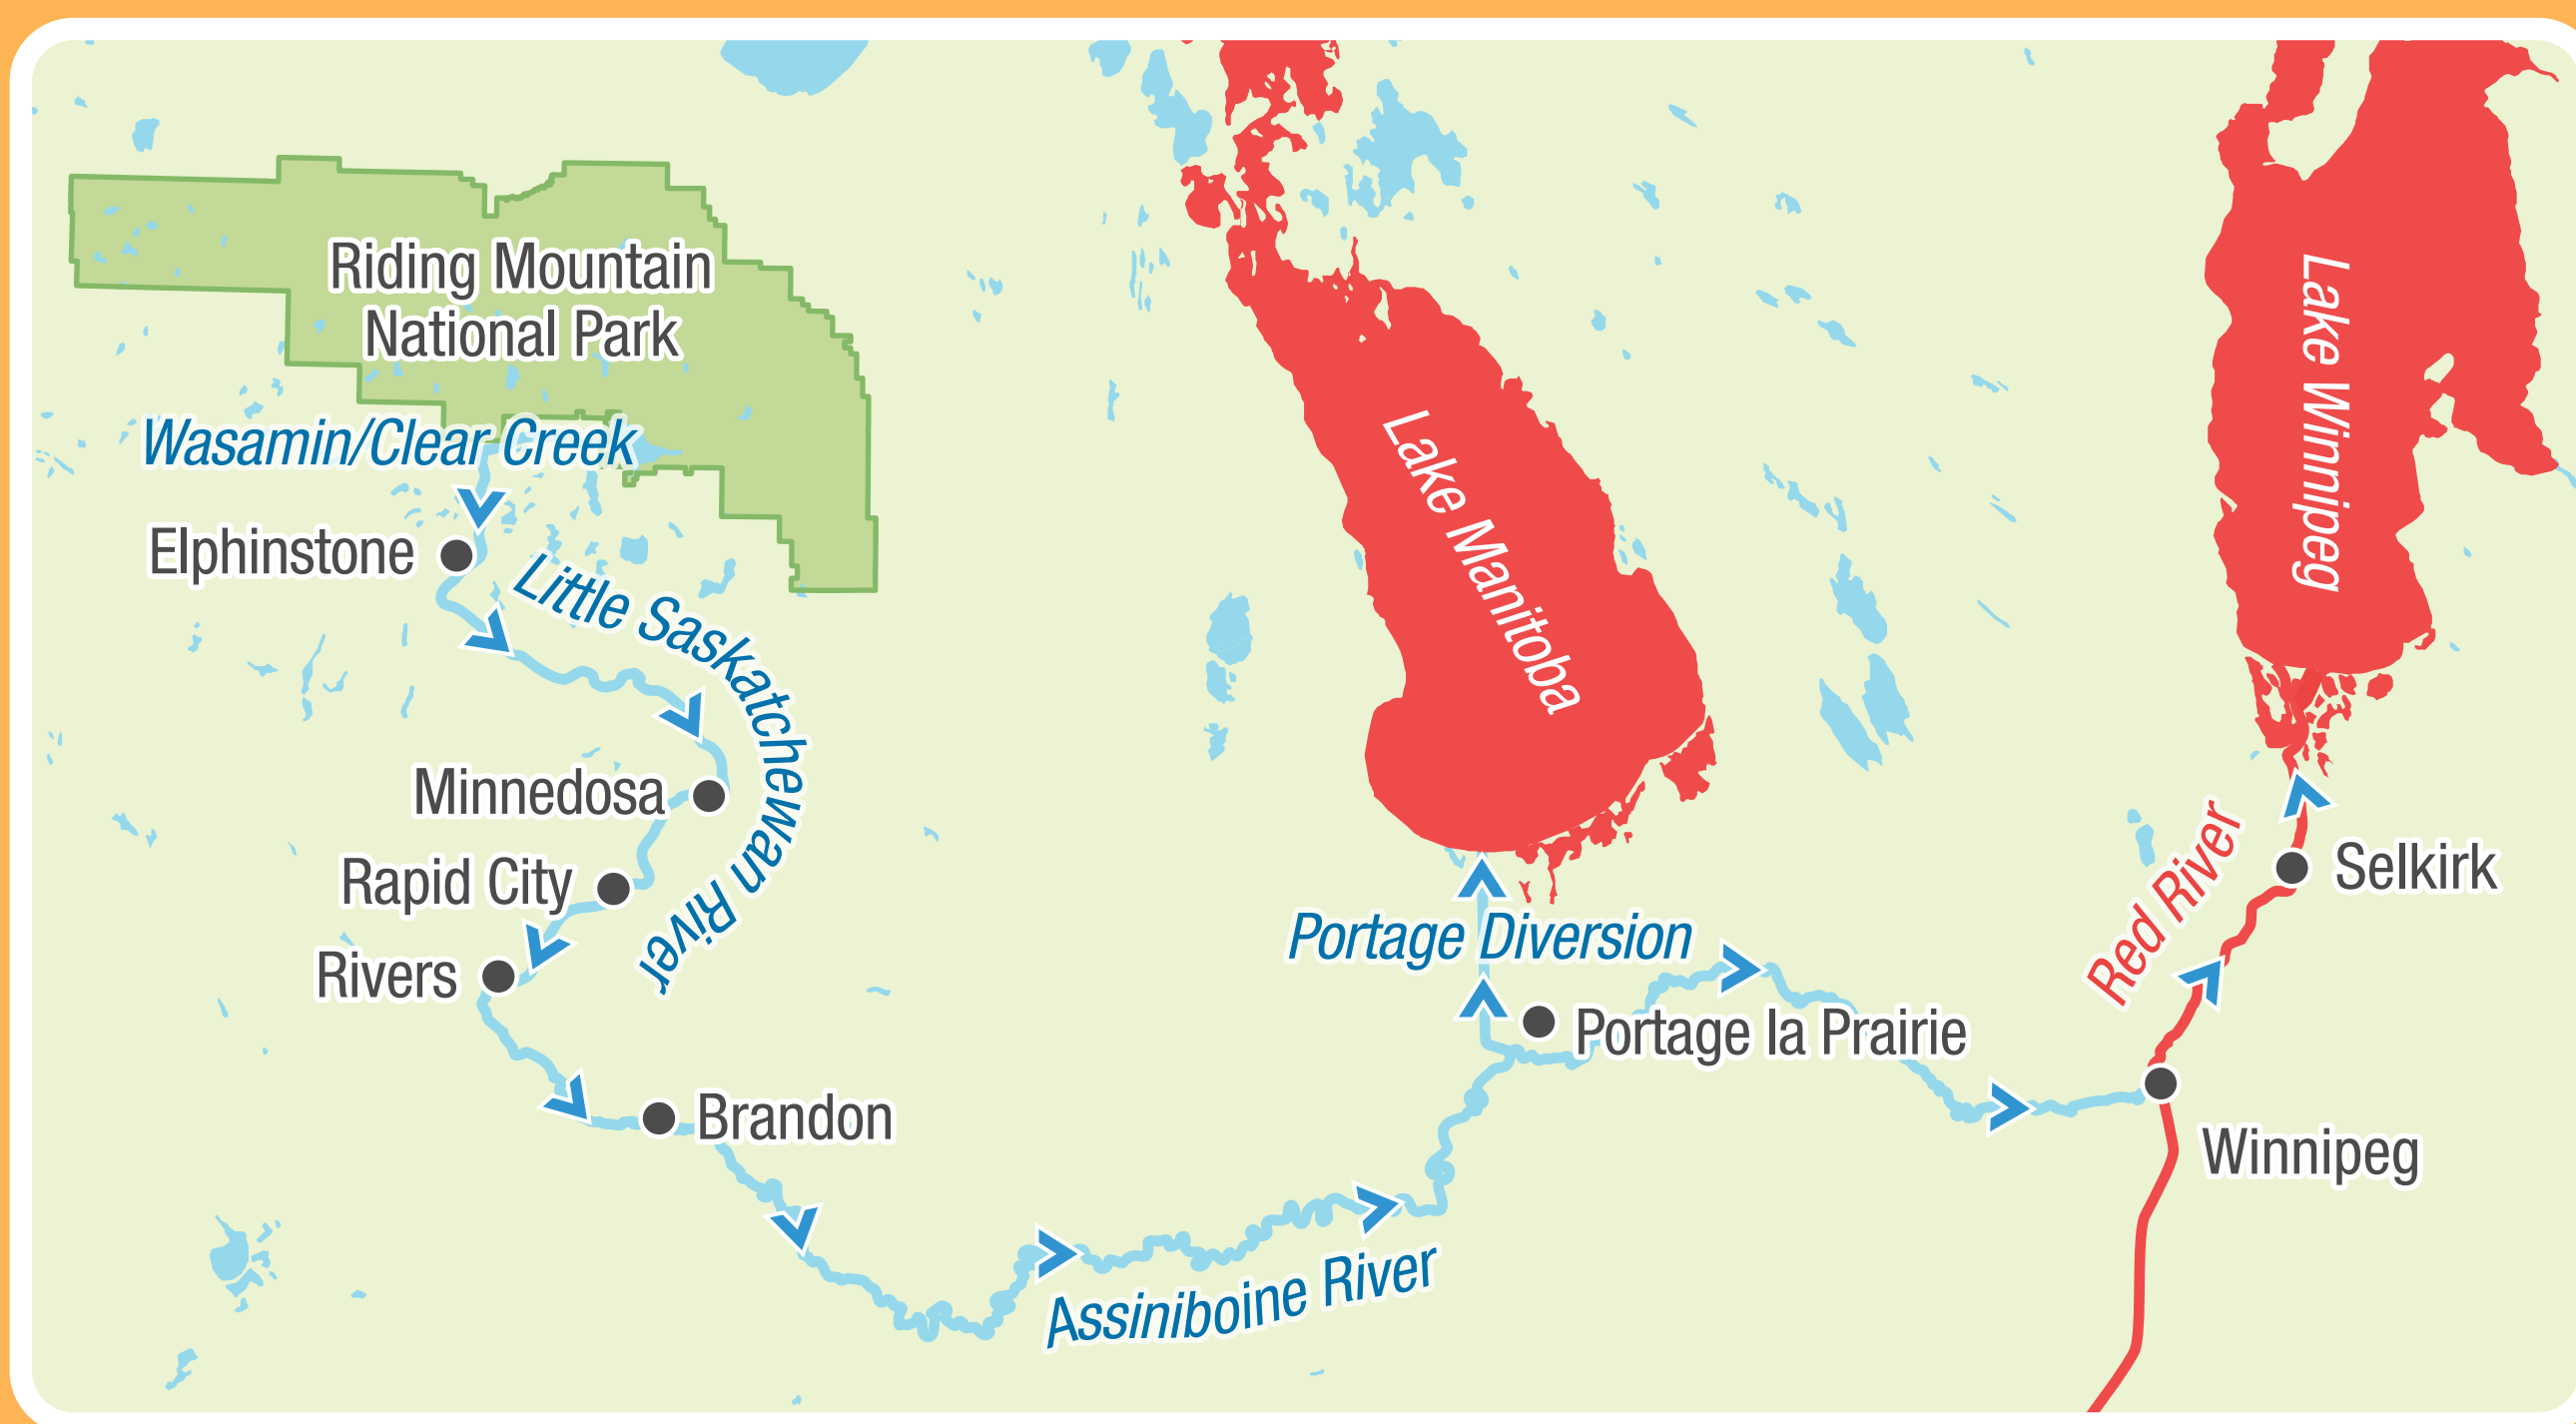 Riding Mountain
National Park
Wasamin/Clear Creek
Elphinstone
Little Saskatchewan River
Minnedosa
Rapid City
Rivers
Brandon
Assiniboine River
Lake Manitoba
Portage Diversion
Portage la Prairie
Lake Winnipeg
Red River
Selkirk
Winnipeg